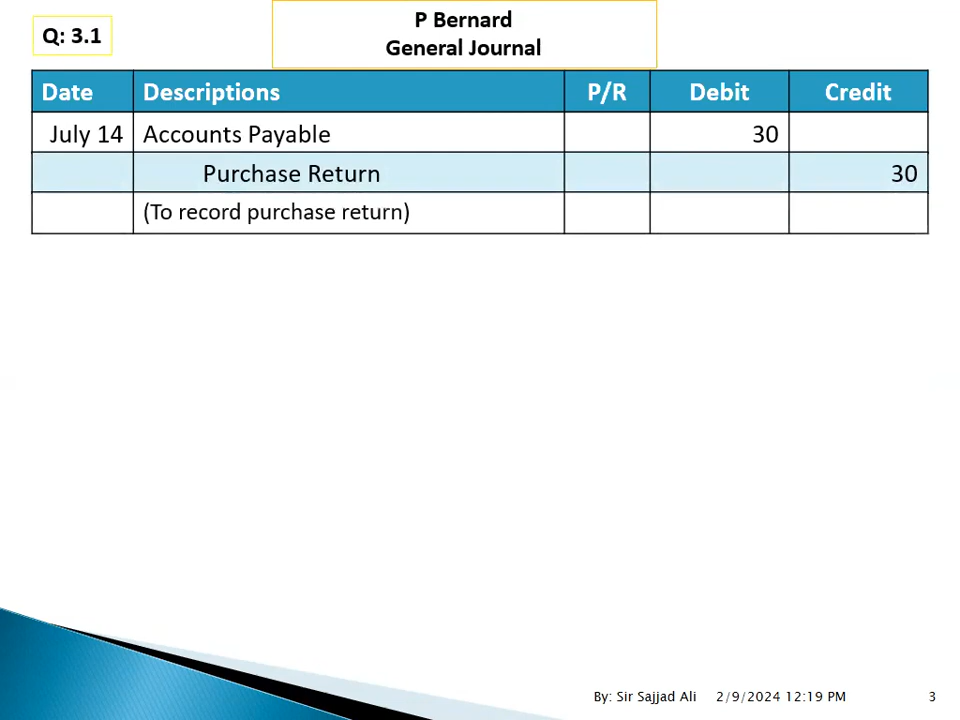 Q: 3.1
P Bernard
General Journal
Date Descriptions P/R Debit Credit
July 14 Accounts Payable 30
Purchase Return 30
(To record purchase return)
By: Sir Sajjad Ali 2/9/2024 12:19 PM 3